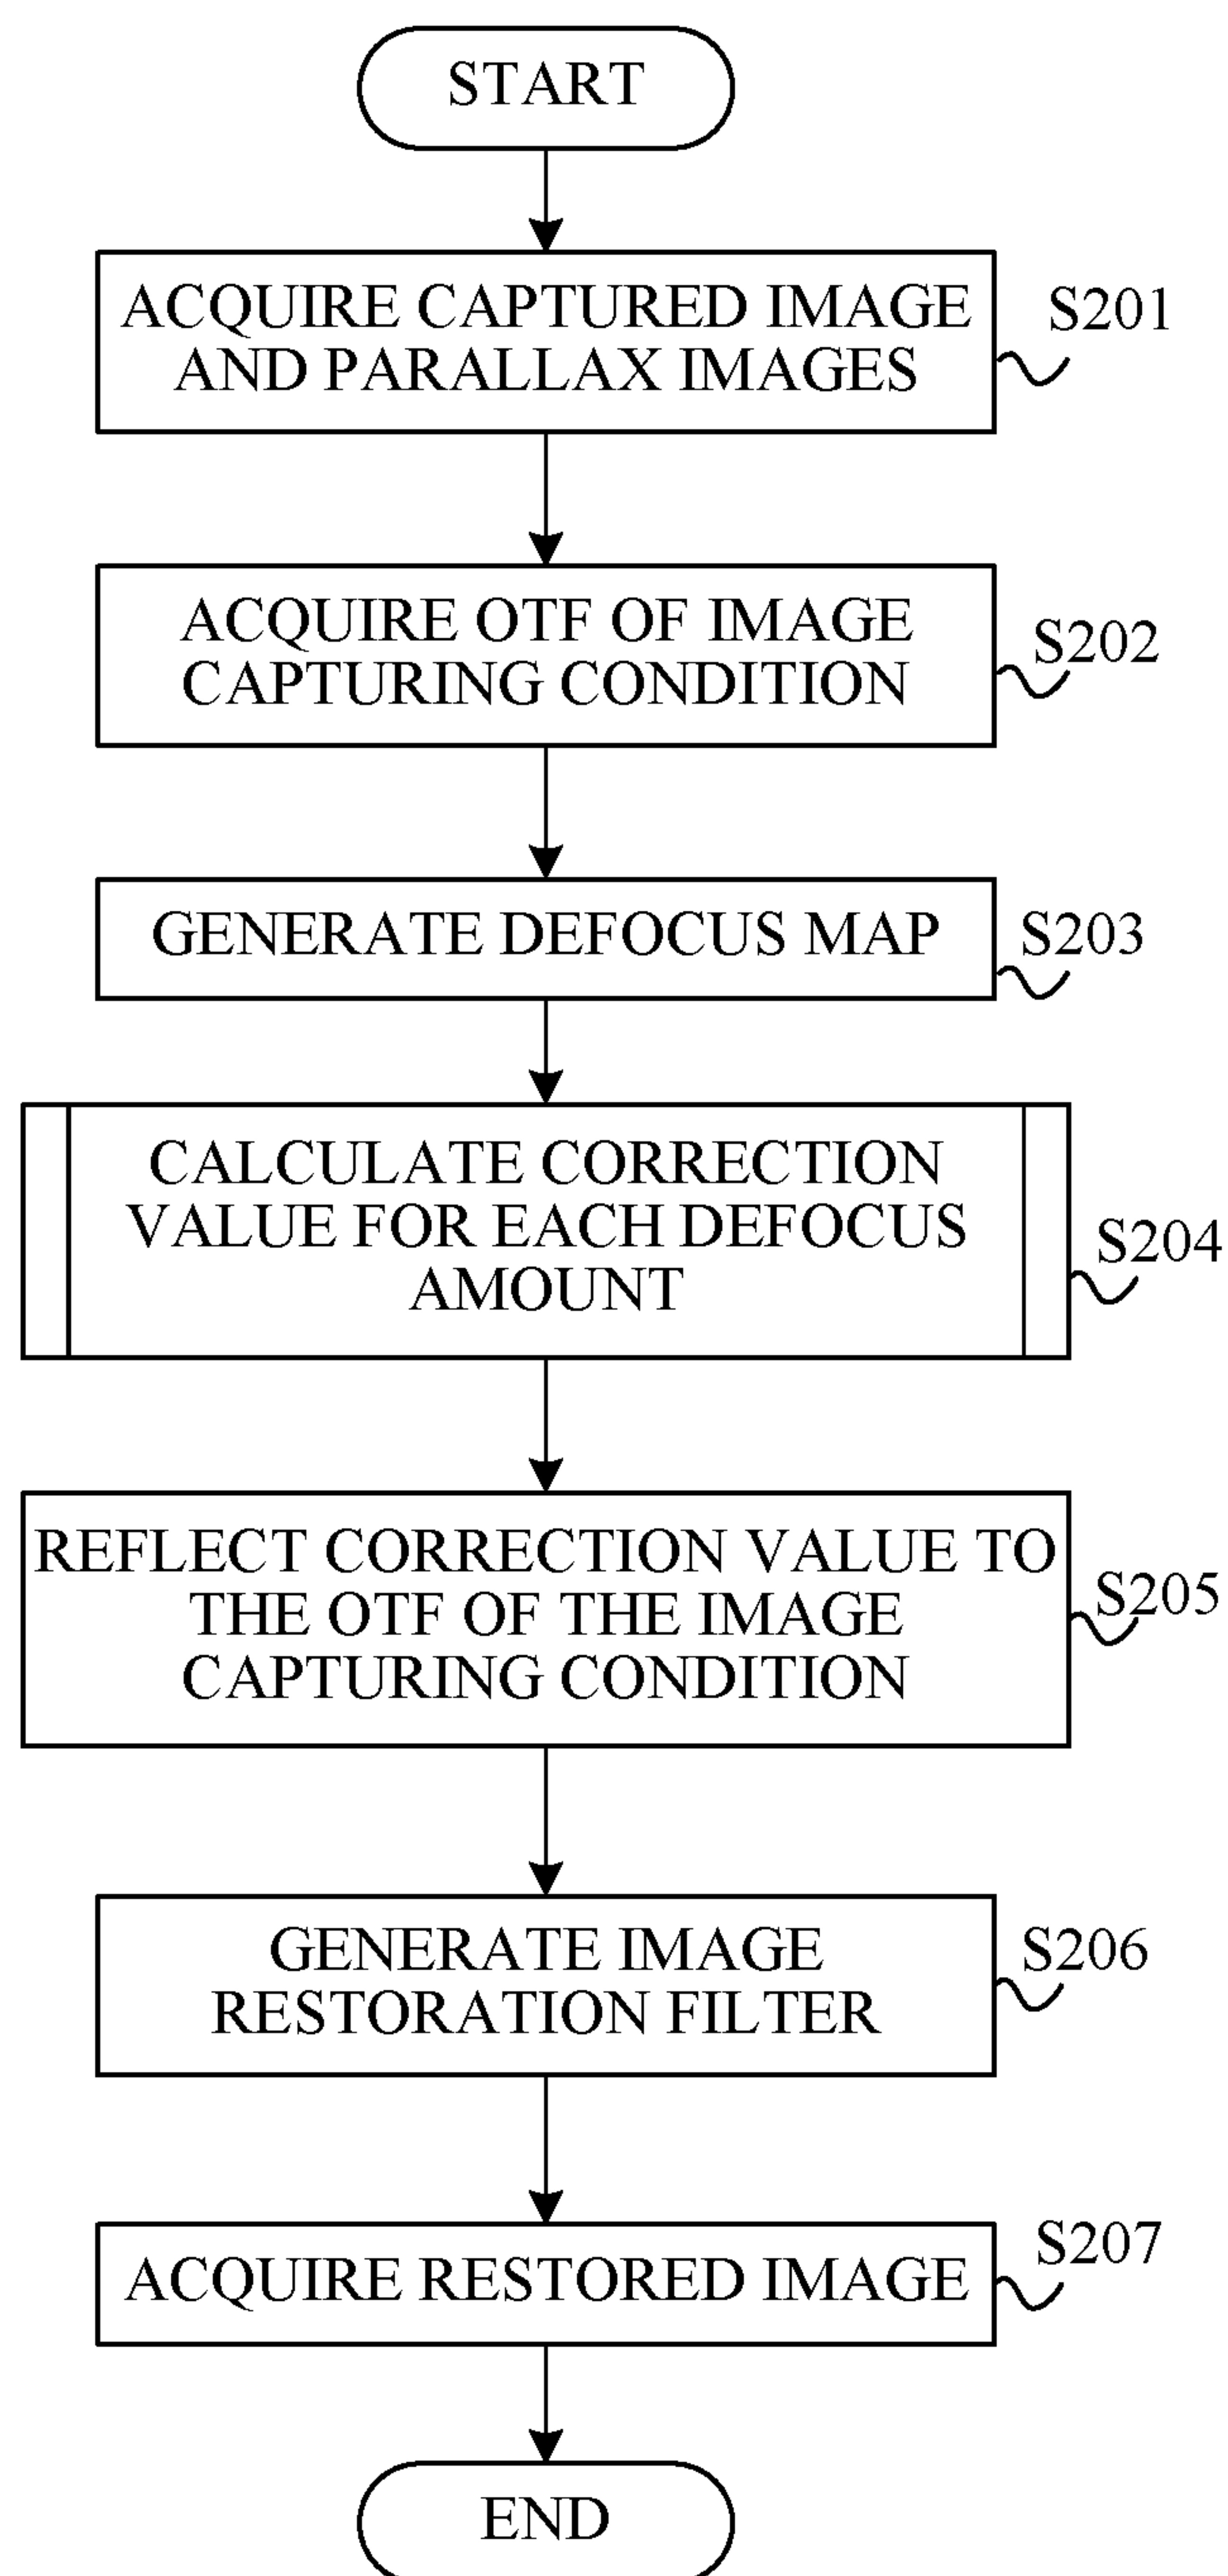 START
ACQUIRE CAPTURED IMAGE
AND PARALLAX IMAGES
S201
ACQUIRE OTF OF IMAGE
CAPTURING CONDITION
S202
GENERATE DEFOCUS MAP
S203
CALCULATE CORRECTION
VALUE FOR EACH DEFOCUS
AMOUNT
S204
REFLECT CORRECTION VALUE TO
THE OTF OF THE IMAGE
CAPTURING CONDITION
S205
GENERATE IMAGE
RESTORATION FILTER
S206
ACQUIRE RESTORED IMAGE
S207
END